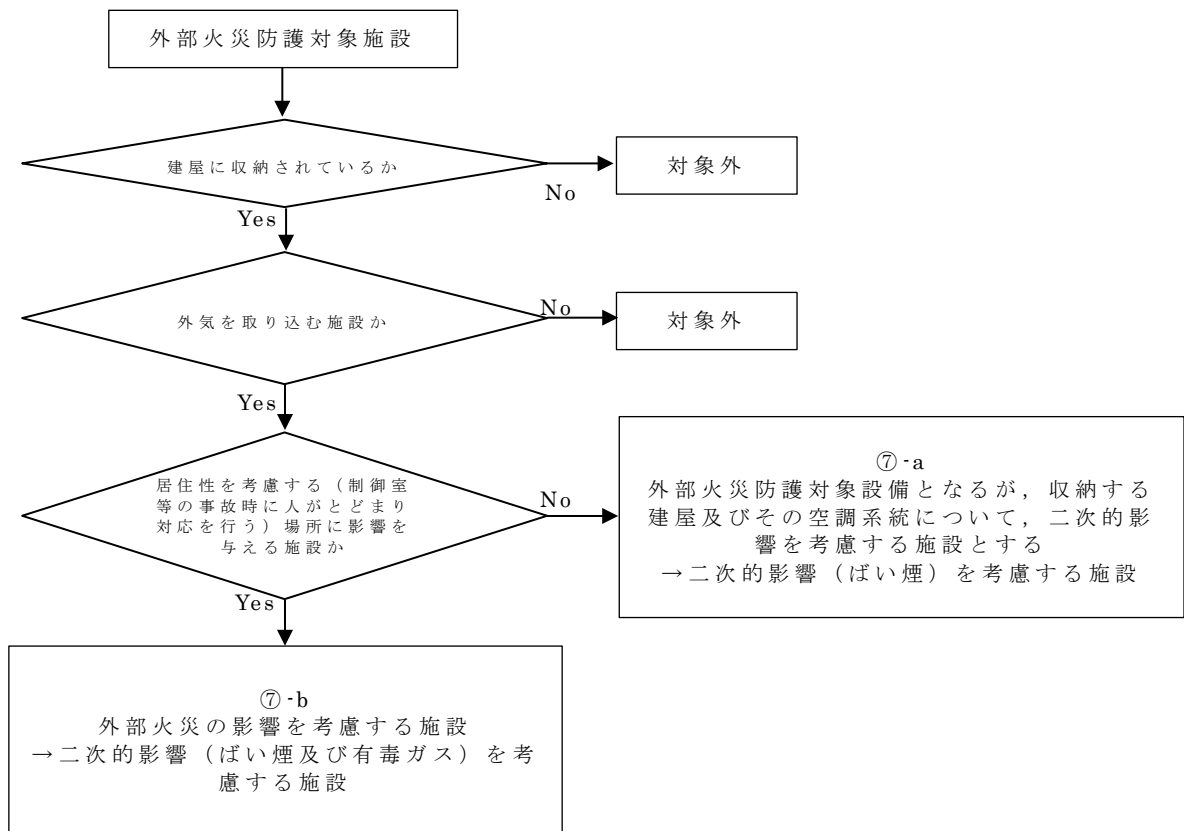 外部火災防護対象施設
建屋に収納されているか
対象外
No
Yes
外気を取り込む施設か
No
対象外
Yes
居住性を考慮する（制御室
等の事故時に人がとどまり
対応を行う）場所に影響を
与える施設か
No
⑦-a
外部火災防護対象設備となるが，収納する
建屋及びその空調系統について，二次的影
響を考慮する施設とする
→二次的影響（ばい煙）を考慮する施設
Yes
⑦-b
外部火災の影響を考慮する施設
→二次的影響（ばい煙及び有毒ガス）を考
慮する施設